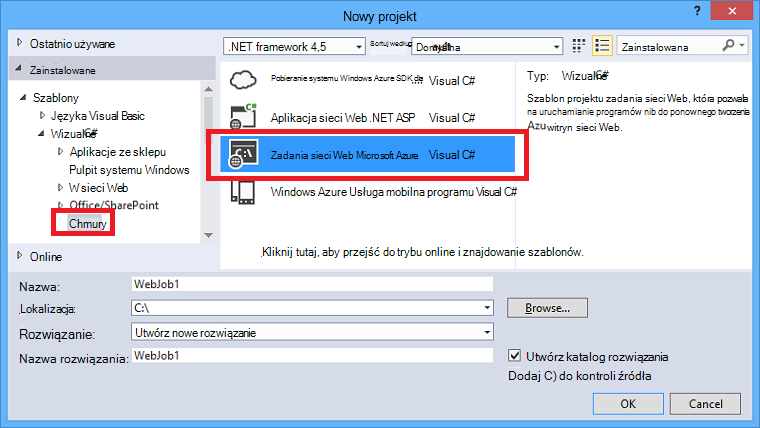 Nowy projekt
? ×
Ostatnio używane
.NET framework 4,5
Sortuj według
Domyślna
Zainstalowana
Zainstalowane
Szablony
Języka Visual Basic
Wizualne C#
Aplikacje ze sklepu
Pulpit systemu Windows
W sieci Web
Office/SharePoint
Chmury
Online
Pobieranie systemu Windows Azure SDK dla ... Visual C#
Aplikacja sieci Web .NET ASP Visual C#
Zadania sieci Web Microsoft Azure Visual C#
Windows Azure Usługa mobilna programu Visual C#
Kliknij tutaj, aby przejść do trybu online i znajdowanie szablonów.
Typ: Wizualne C#
Szablon projektu zadania sieci Web, która pozwala
na uruchamianie programów nib do ponownego tworzenia
witryn sieci Web.
Nazwa: WebJob1
Lokalizacja: C:\
Browse...
Rozwiązanie: Utwórz nowe rozwiązanie
Nazwa rozwiązania: WebJob1
Utwórz katalog rozwiązania
Dodaj C) do kontroli źródła
OK
Cancel